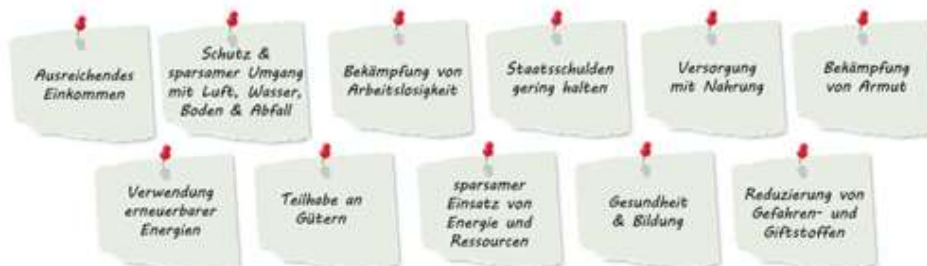 Ausreichendes
Einkommen
Schutz &
sparsamer Umgang
mit Luft, Wasser,
Boden & Abfall
Bekämpfung von
Arbeitslosigkeit
Staatsschulden
gering halten
Versorgung
mit Nahrung
Bekämpfung
von Armut
Verwendung
erneuerbarer
Energien
Teilhabe an
Gütern
sparsamer
Einsatz von
Energie und
Ressourcen
Gesundheit
& Bildung
Reduzierung von
Gefahren- und
Giftstoffen